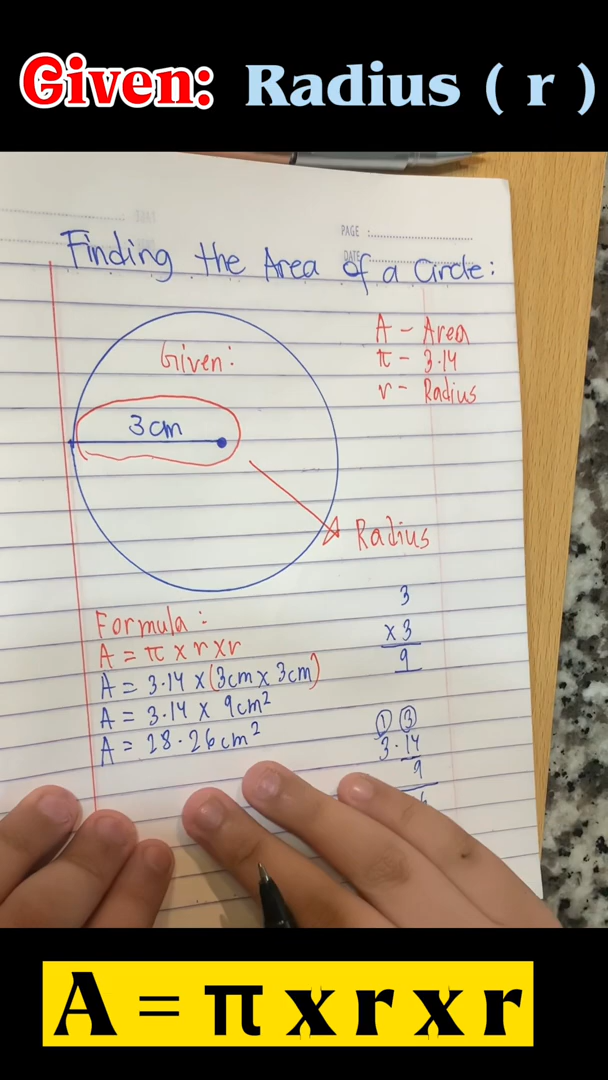 Given: Radius ( r )
PAGE :
DATE
Finding the Area of a Circle:
A - Area
π - 3.14
r - Radius
Given:
3cm
Radius
Formula:
A = π x r x r
A = 3.14 x (3cm x 3cm)
A = 3.14 x 9cm²
A = 28.26cm²
3
x 3
9
1 3
3.14
9
6
A = π x r x r